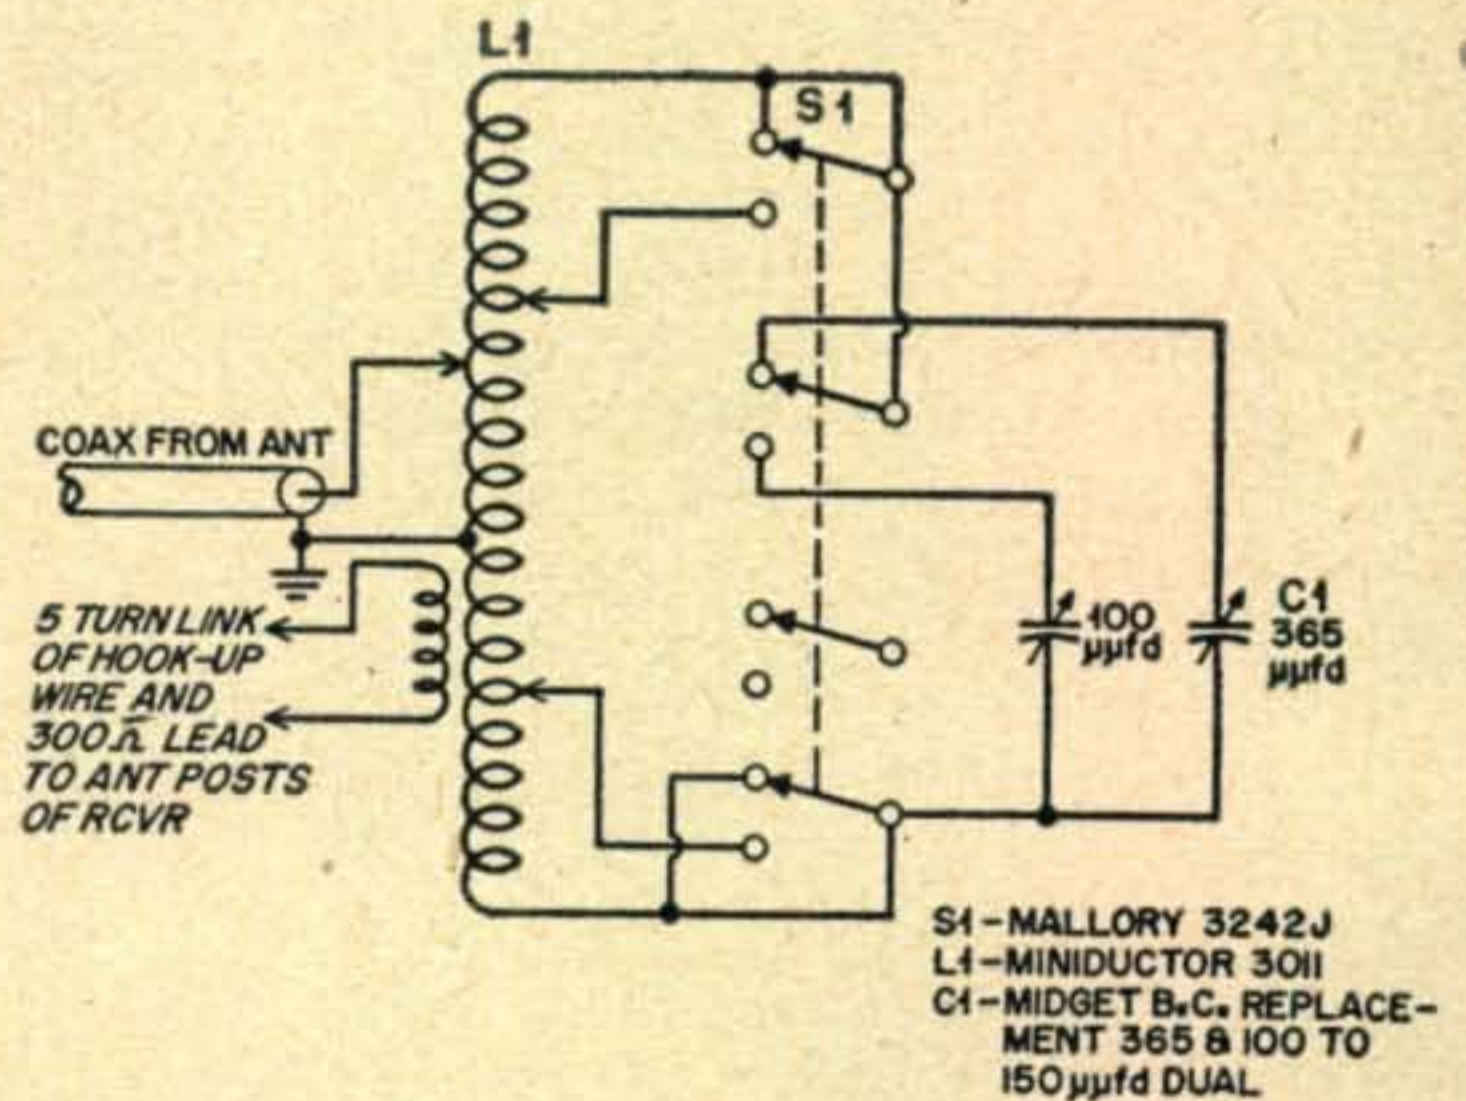 L1
S1
COAX FROM ANT
5 TURN LINK
OF HOOK-UP
WIRE AND
300Ω LEAD
TO ANT POSTS
OF RCVR
100
µµfd
C1
365
µµfd
S1-MALLORY 3242J
L1-MINIDUCTOR 3011
C1-MIDGET B.C. REPLACE-
MENT 365 & 100 TO
150µµfd DUAL